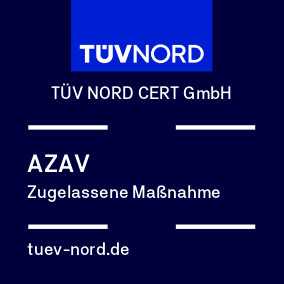 TÜVNORD
TÜV NORD CERT GmbH
AZAV
Zugelassene Maßnahme
tuev-nord.de